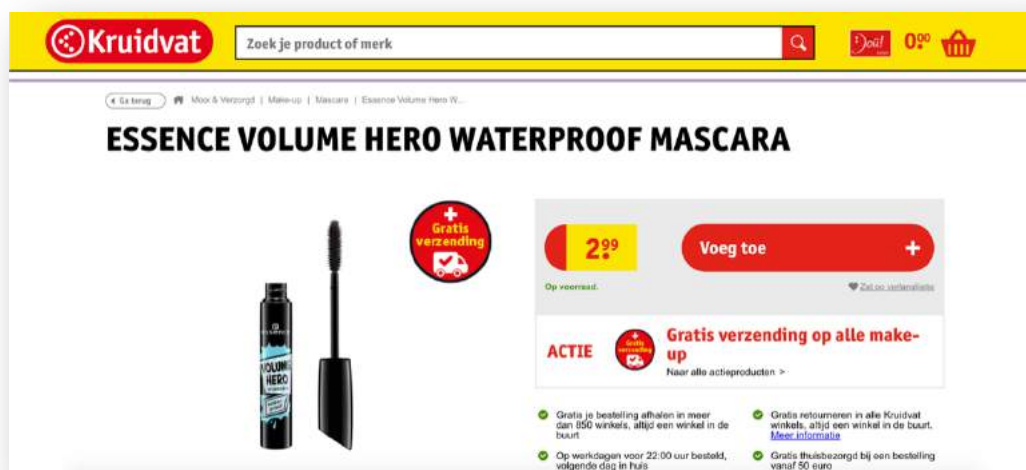 Kruidvat
Zoek je product of merk
Doui!
0.00
Ga terug
Mooi & Verzorgd | Make-up | Mascara | Essence Volume Hero W...
ESSENCE VOLUME HERO WATERPROOF MASCARA
Gratis
verzending
2.99
Voeg toe +
Op voorraad.
Zet op verlanglijstje
VOLUME
HERO
ACTIE
Gratis
verzending
Gratis verzending op alle make-
up
Naar alle actieproducten >
Gratis je bestelling afhalen in meer
dan 850 winkels, altijd een winkel in de
buurt
Gratis retourneren in alle Kruidvat
winkels, altijd een winkel in de buurt.
Meer informatie
Op werkdagen voor 22:00 uur besteld,
volgende dag in huis
Gratis thuisbezorgd bij een bestelling
vanaf 50 euro